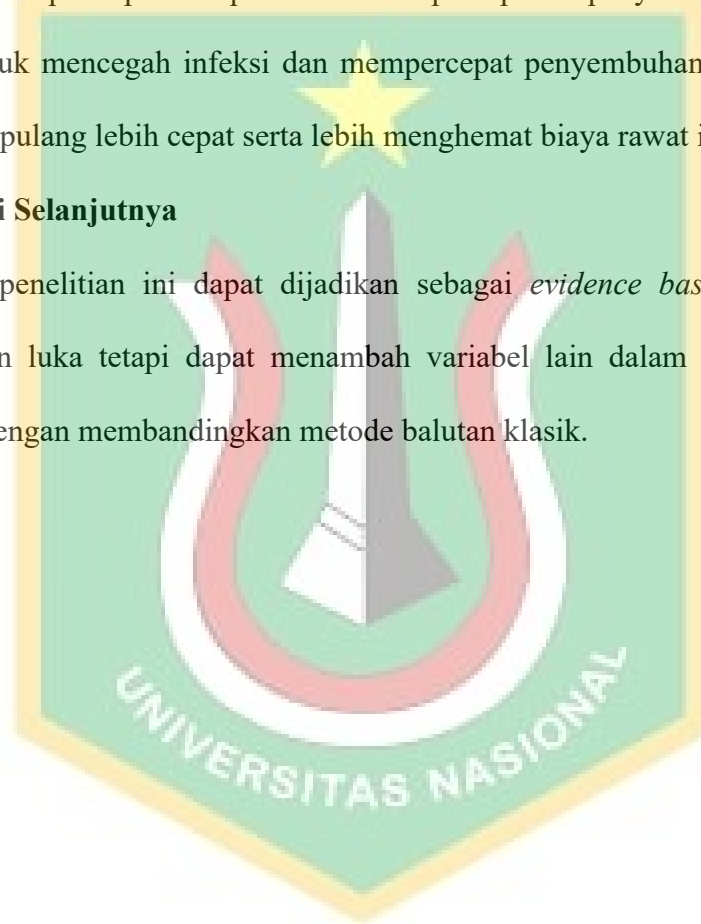 uk mencegah infeksi dan mempercepat penyembuhan
pulang lebih cepat serta lebih menghemat biaya rawat i
i Selanjutnya
penelitian ini dapat dijadikan sebagai evidence bas
n luka tetapi dapat menambah variabel lain dalam
engan membandingkan metode balutan klasik.
UNIVERSITAS NASIONAL